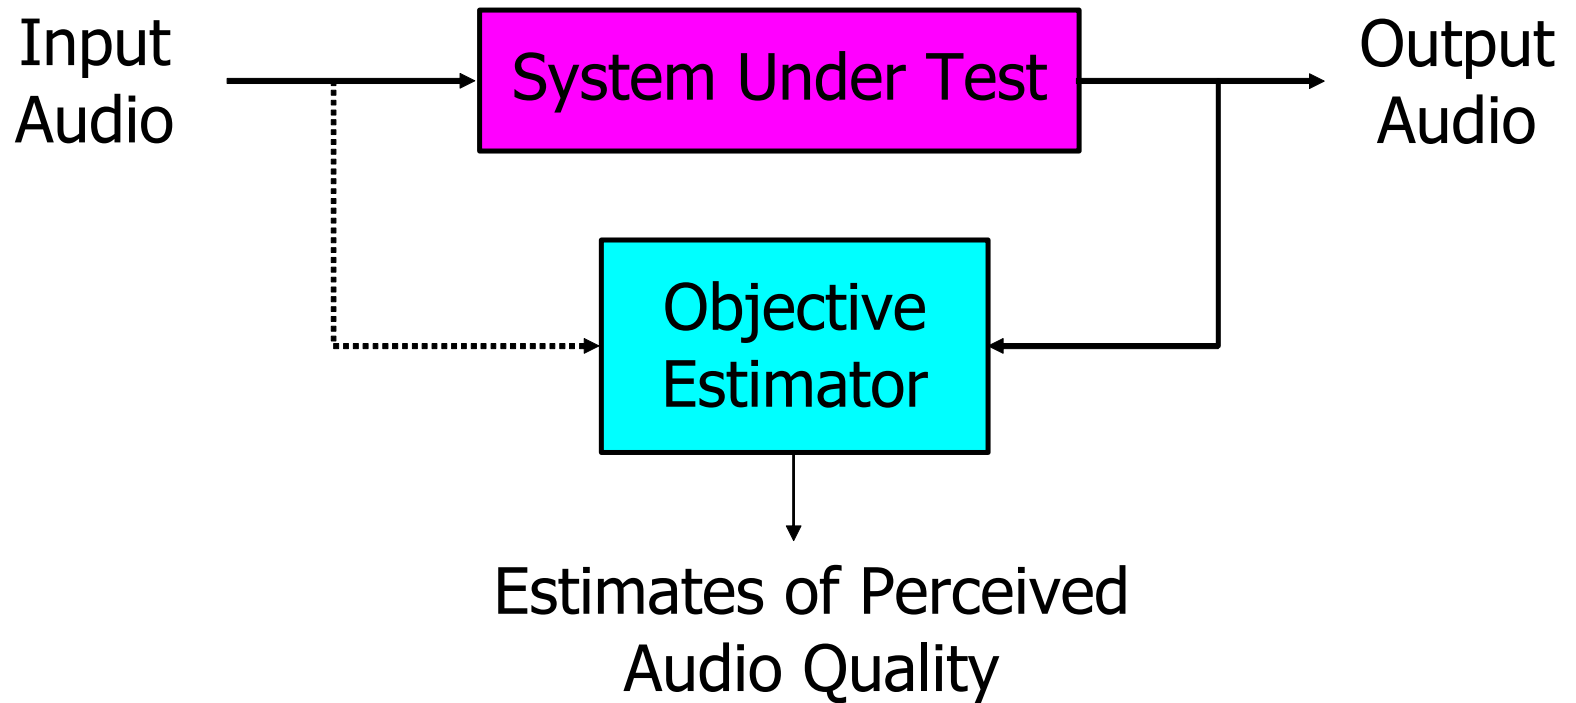 Input
Audio
System Under Test
Output
Audio
Objective
Estimator
Estimates of Perceived
Audio Quality